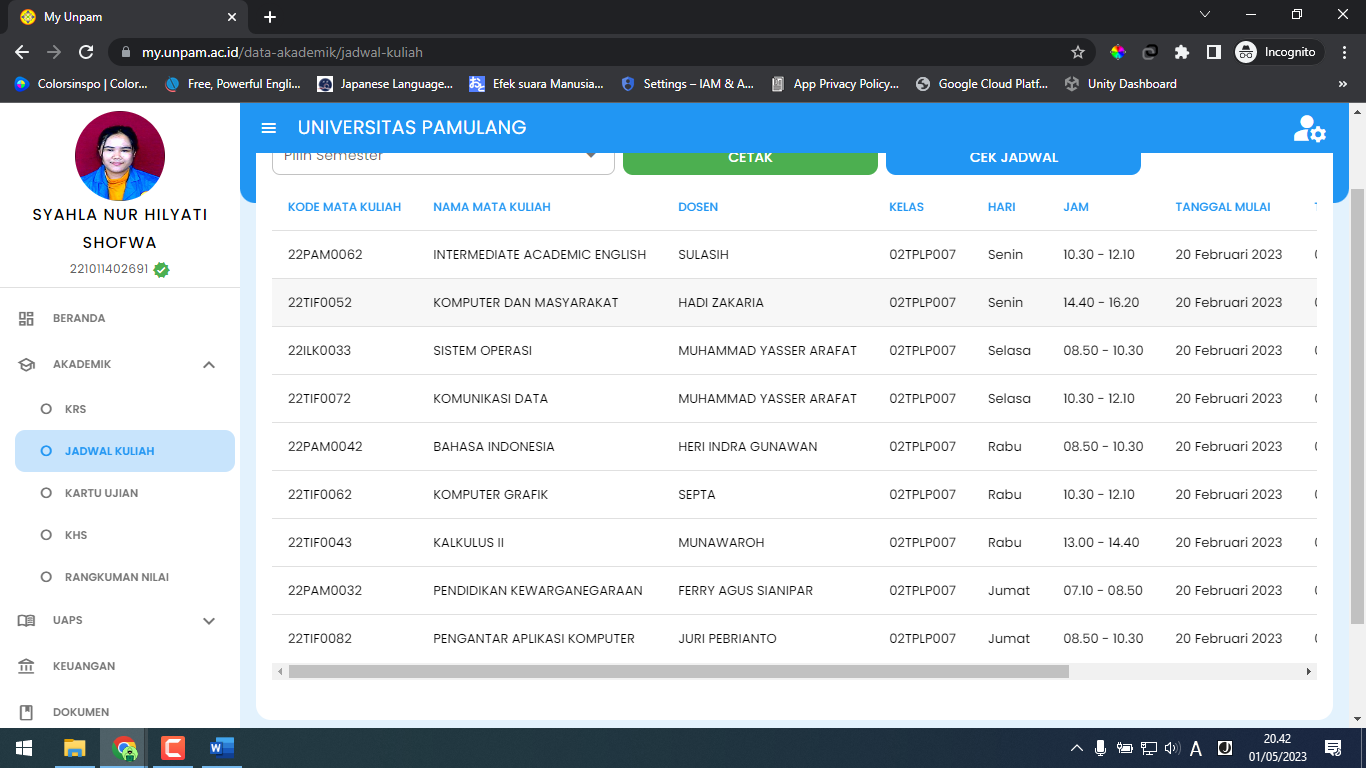 My Unpam
my.unpam.ac.id/data-akademik/jadwal-kuliah
Incognito
Colorsinspo | Color...
Free, Powerful Engli...
Japanese Language...
Efek suara Manusia...
Settings – IAM & A...
App Privacy Policy...
Google Cloud Platf...
Unity Dashboard
»
SYAHLA NUR HILYATI
SHOFWA
221011402691
BERANDA
AKADEMIK
KRS
JADWAL KULIAH
KARTU UJIAN
KHS
RANGKUMAN NILAI
UAPS
KEUANGAN
DOKUMEN
UNIVERSITAS PAMULANG
Pilih Semester CETAK CEK JADWAL
KODE MATA KULIAH NAMA MATA KULIAH DOSEN KELAS HARI JAM TANGGAL MULAI
22PAM0062 INTERMEDIATE ACADEMIC ENGLISH SULASIH 02TPLP007 Senin 10.30 - 12.10 20 Februari 2023
22TIF0052 KOMPUTER DAN MASYARAKAT HADI ZAKARIA 02TPLP007 Senin 14.40 - 16.20 20 Februari 2023
22ILK0033 SISTEM OPERASI MUHAMMAD YASSER ARAFAT 02TPLP007 Selasa 08.50 - 10.30 20 Februari 2023
22TIF0072 KOMUNIKASI DATA MUHAMMAD YASSER ARAFAT 02TPLP007 Selasa 10.30 - 12.10 20 Februari 2023
22PAM0042 BAHASA INDONESIA HERI INDRA GUNAWAN 02TPLP007 Rabu 08.50 - 10.30 20 Februari 2023
22TIF0062 KOMPUTER GRAFIK SEPTA 02TPLP007 Rabu 10.30 - 12.10 20 Februari 2023
22TIF0043 KALKULUS II MUNAWAROH 02TPLP007 Rabu 13.00 - 14.40 20 Februari 2023
22PAM0032 PENDIDIKAN KEWARGANEGARAAN FERRY AGUS SIANIPAR 02TPLP007 Jumat 07.10 - 08.50 20 Februari 2023
22TIF0082 PENGANTAR APLIKASI KOMPUTER JURI PEBRIANTO 02TPLP007 Jumat 08.50 - 10.30 20 Februari 2023
A
J
20.42
01/05/2023